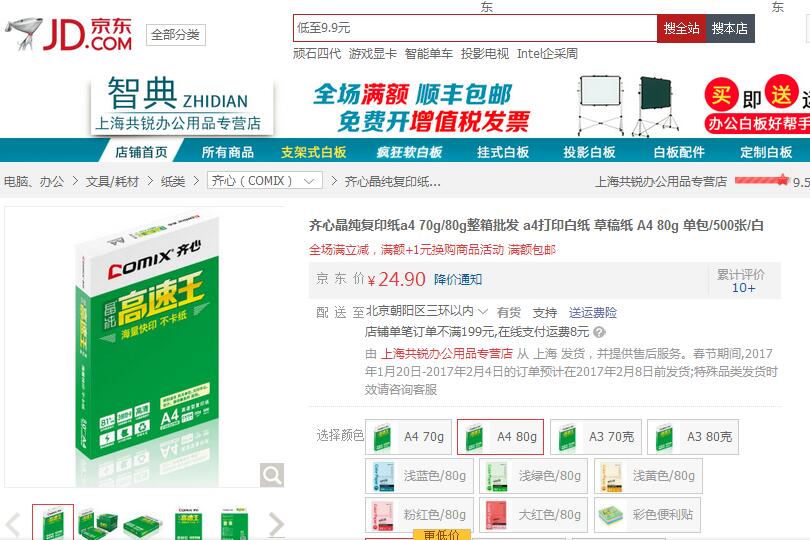 东
东
JD 京东
JD.COM
全部分类
低至9.9元
搜全站
搜本店
顽石四代 游戏显卡 智能单车 投影电视 Intel企采周
智典 ZHIDIAN
上海共锐办公用品专营店
全场满额 顺丰包邮
免费开增值税发票
买即送
办公白板好帮手
店铺首页 所有商品 支架式白板 疯狂软白板 挂式白板 投影白板 白板配件 定制白板
电脑、办公 > 文具/耗材 > 纸类 > 齐心(COMIX) > 齐心晶纯复印纸...
上海共锐办公用品专营店
9.5
齐心晶纯复印纸a4 70g/80g整箱批发 a4打印白纸 草稿纸 A4 80g 单包/500张/白
全场满立减，满额+1元换购商品活动 满额包邮
京 东 价 ¥24.90 降价通知
累计评价
10+
配 送 至 北京朝阳区三环以内 有货 支持 送运费险
店铺单笔订单不满199元,在线支付运费8元
由 上海共锐办公用品专营店 从 上海 发货，并提供售后服务。春节期间,2017
年1月20日-2017年2月4日的订单预计在2017年2月8日前发货;特殊品类发货时
效请咨询客服
选择颜色 A4 70g A4 80g A3 70克 A3 80克
浅蓝色/80g 浅绿色/80g 浅黄色/80g
粉红色/80g 大红色/80g 彩色便利贴
更低价
COMIX 齐心
晶纯
高速王
海量快印 不卡纸
A4